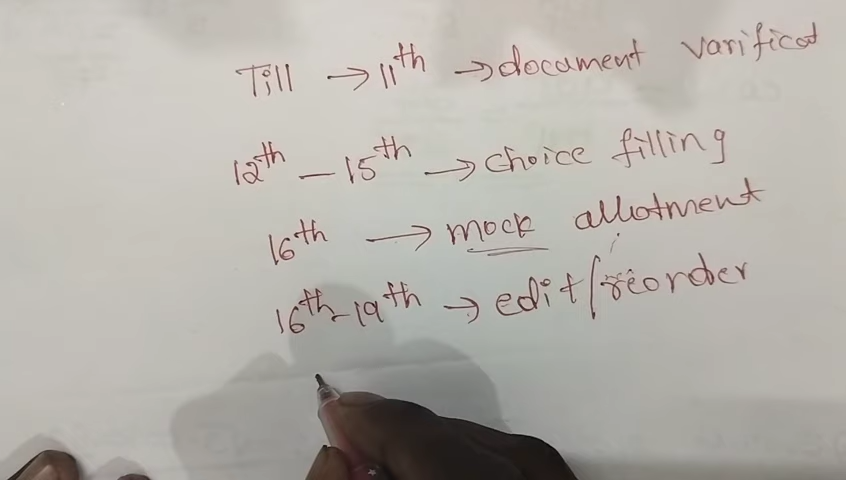 Till → 11th → document varificat
12th – 15th → choice filling
16th → mock allotment
16th-19th → edit/reorder